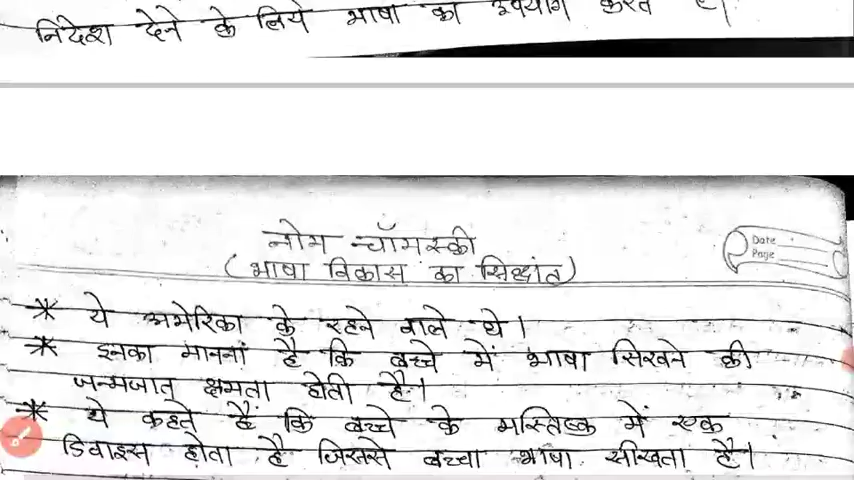 निदेश देने के लिये भाषा का उपयोग करते है|
नोम चॉमस्की
(भाषा विकास का सिद्धांत)
Date
Page
* ये अमेरिका के रहने वाले थे|
* इनका माननां है कि बच्चे में भाषा सिखने की
जन्मजात् क्षमता होती है|
* ये कहते हैं कि बच्चे के मस्तिष्क में एक
डिवाइस होता है जिससे बच्चा भाषा सीखता है|